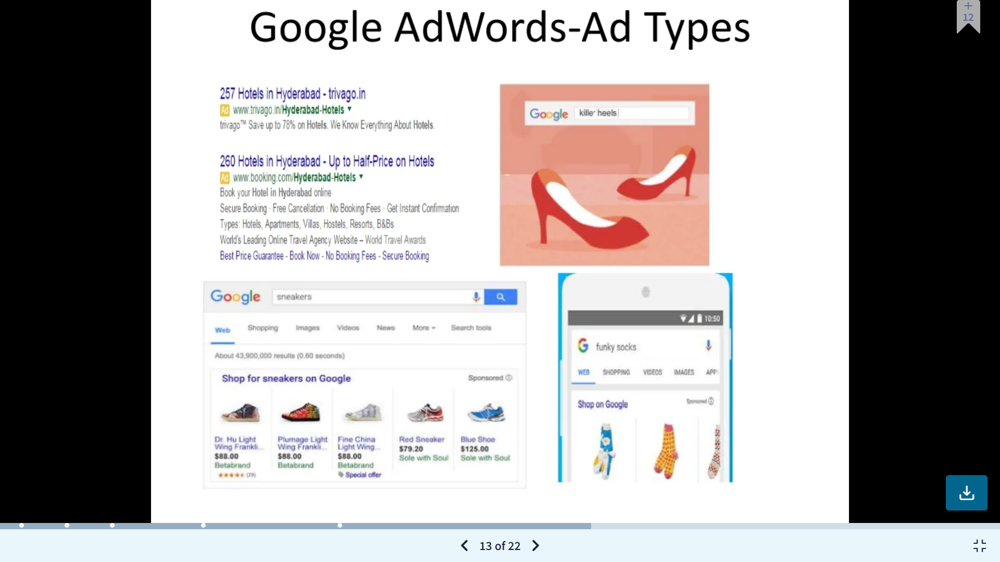 Google AdWords-Ad Types
+
12
257 Hotels in Hyderabad - trivago.in
Ad www.trivago.in/Hyderabad-Hotels ▼
trivago™ Save up to 78% on Hotels. We Know Everything About Hotels.
260 Hotels in Hyderabad - Up to Half-Price on Hotels
Ad www.booking.com/Hyderabad-Hotels ▼
Book your Hotel in Hyderabad online
Secure Booking · Free Cancellation · No Booking Fees · Get Instant Confirmation
Types: Hotels, Apartments, Villas, Hostels, Resorts, B&Bs
World's Leading Online Travel Agency Website – World Travel Awards
Best Price Guarantee - Book Now - No Booking Fees - Secure Booking
Google killer heels
Google sneakers
Web Shopping Images Videos News More Search tools
About 43,900,000 results (0.60 seconds)
Shop for sneakers on Google Sponsored
Dr. Hu Light Plumage Light Fine China Red Sneaker Blue Shoe
Wing Frankli... Wing Frankli... Light Wing... $79.20 $125.00
$88.00 $88.00 $88.00 Sole with Soul Sole with Soul
Betabrand Betabrand Betabrand
(29) Special offer
10:50
G funky socks
WEB SHOPPING VIDEOS IMAGES APPS
Shop on Google Sponsored
13 of 22